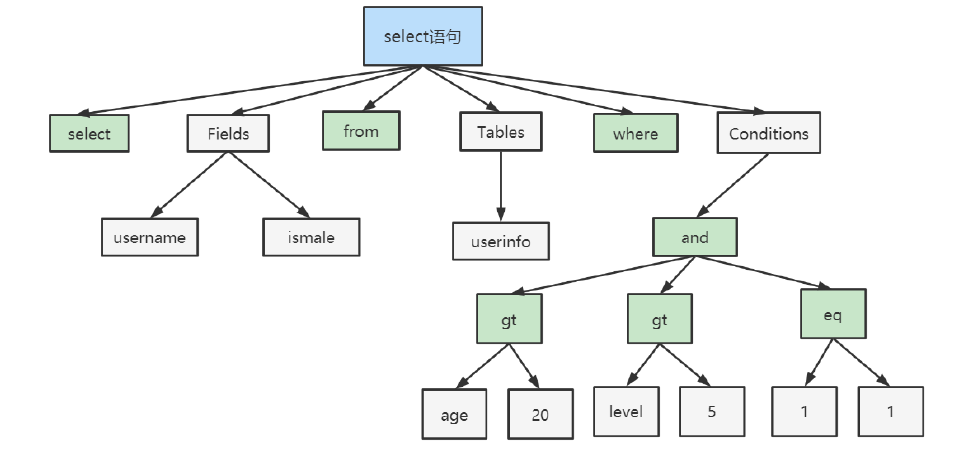 select语句
select
Fields
from
Tables
where
Conditions
username
ismale
userinfo
and
gt
gt
eq
age
20
level
5
1
1